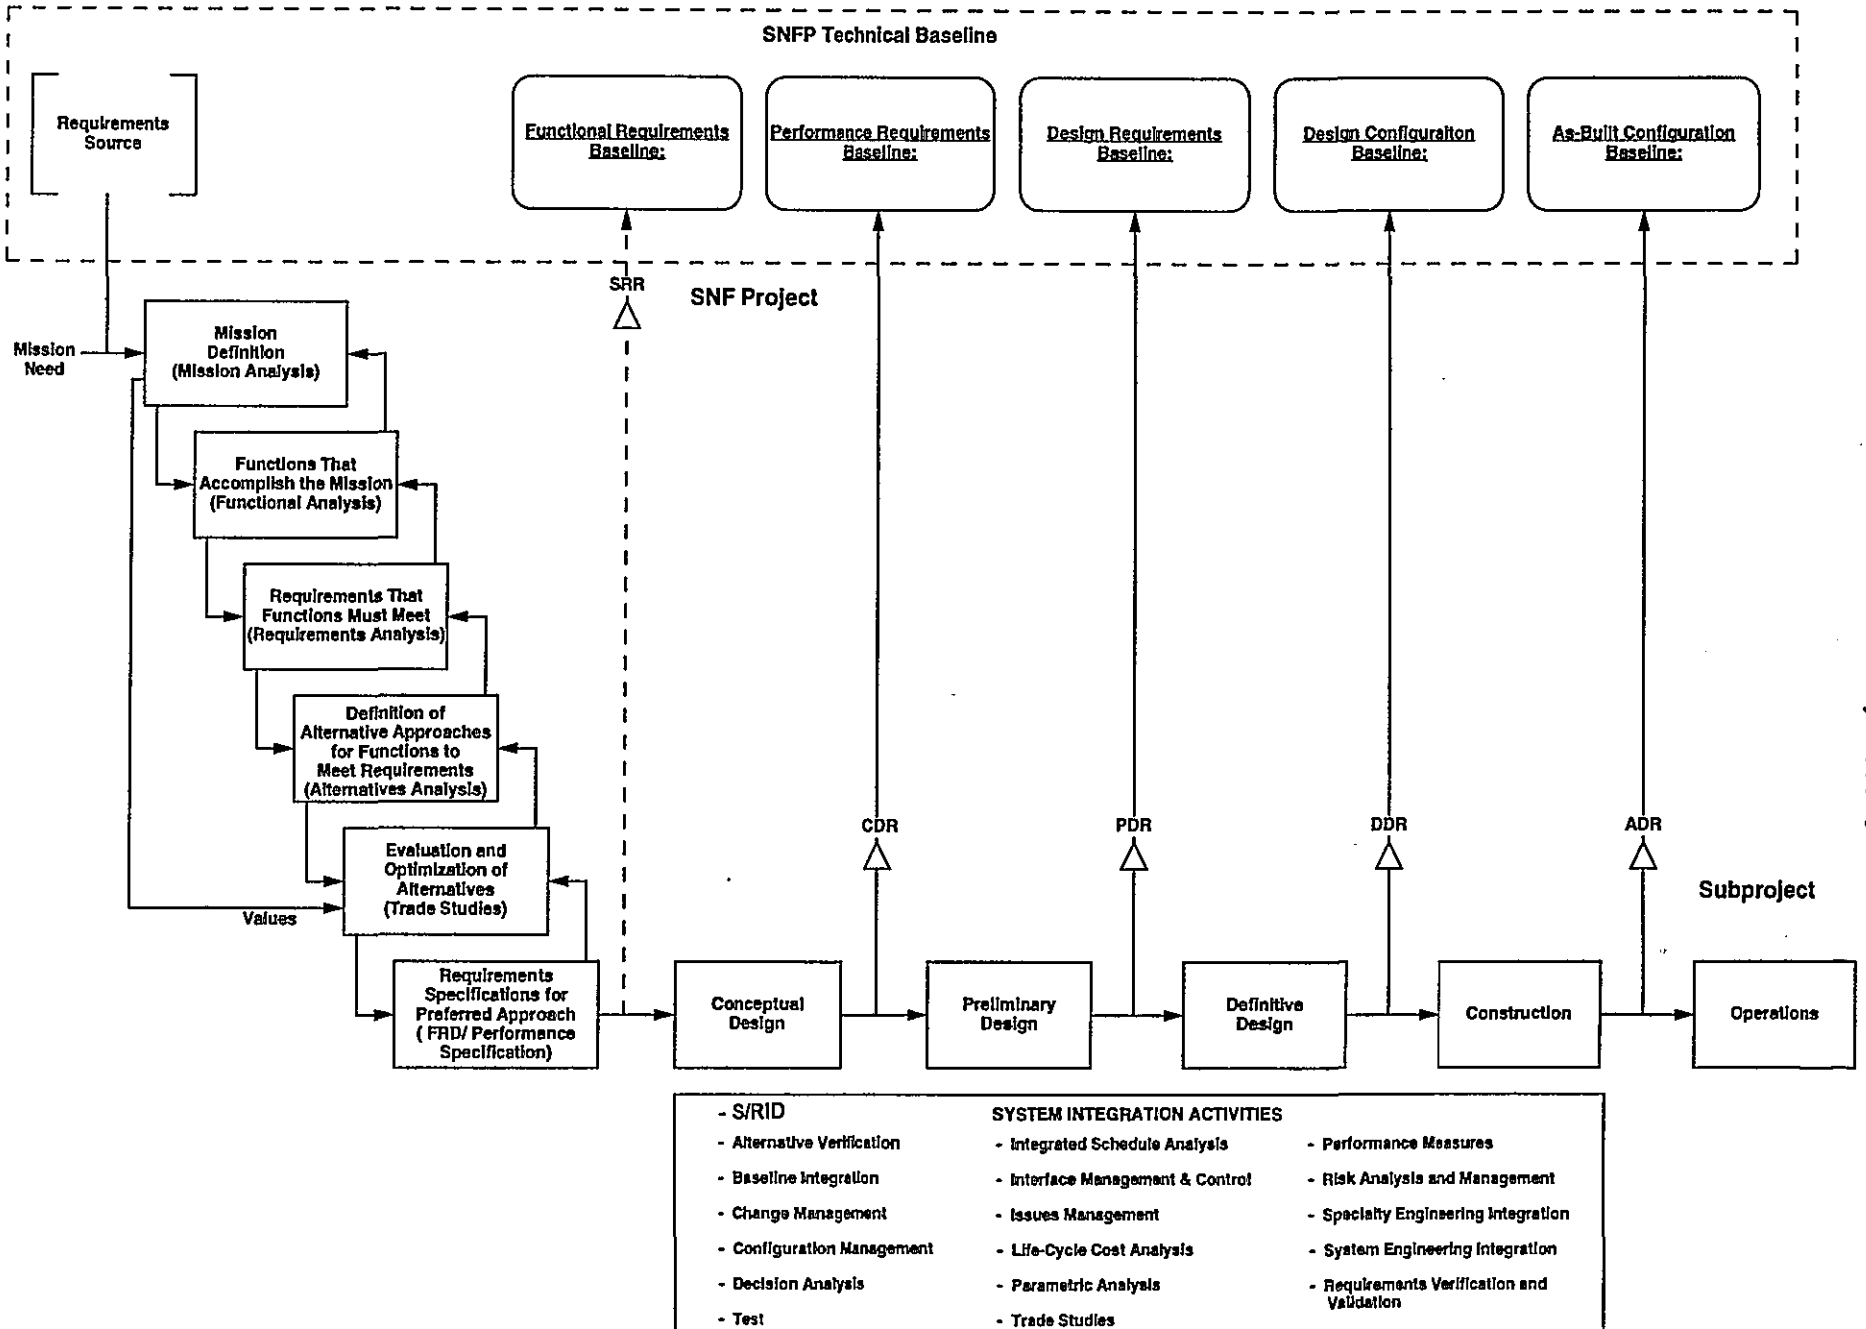 SNFP Technical Baseline
Requirements
Source
Functional Requirements
Baseline:
Performance Requirements
Baseline:
Design Requirements
Baseline:
Design Configuraiton
Baseline:
As-Built Configuration
Baseline:
SRR
SNF Project
Mission
Need
Mission
Definition
(Mission Analysis)
Functions That
Accomplish the Mission
(Functional Analysis)
Requirements That
Functions Must Meet
(Requirements Analysis)
Definition of
Alternative Approaches
for Functions to
Meet Requirements
(Alternatives Analysis)
Evaluation and
Optimization of
Alternatives
(Trade Studies)
Values
CDR
PDR
DDR
ADR
Subproject
Requirements
Specifications for
Preferred Approach
( FRD/ Performance
Specification)
Conceptual
Design
Preliminary
Design
Definitive
Design
Construction
Operations
SYSTEM INTEGRATION ACTIVITIES
- S/RID
- Alternative Verification
- Baseline Integration
- Change Management
- Configuration Management
- Decision Analysis
- Test
- Integrated Schedule Analysis
- Interface Management & Control
- Issues Management
- Life-Cycle Cost Analysis
- Parametric Analysis
- Trade Studies
- Performance Measures
- Risk Analysis and Management
- Specialty Engineering Integration
- System Engineering Integration
- Requirements Verification and
Validation